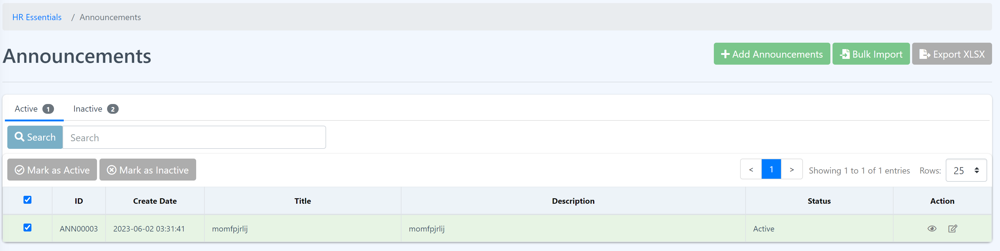 HR Essentials / Announcements
Announcements
Add Announcements Bulk Import Export XLSX
Active 1 Inactive 2
Search Search
Mark as Active Mark as Inactive < 1 > Showing 1 to 1 of 1 entries Rows: 25
ID Create Date Title Description Status Action
ANN00003 2023-06-02 03:31:41 momfpjrlij momfpjrlij Active